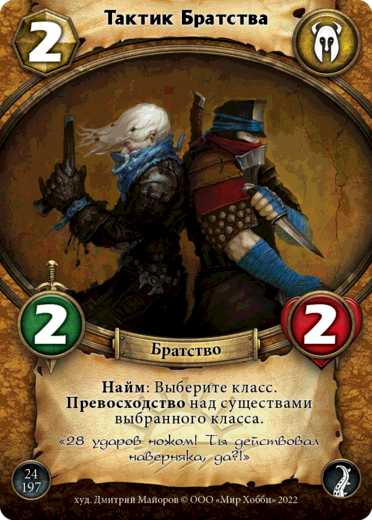 Тактик Братства
2
2
2
Братство
Найм: Выберите класс.
Превосходство над существами
выбранного класса.
«28 ударов ножом! Ты действовал
наверняка, да?!»
24
197
худ. Дмитрий Майоров © ООО «Мир Хобби» 2022